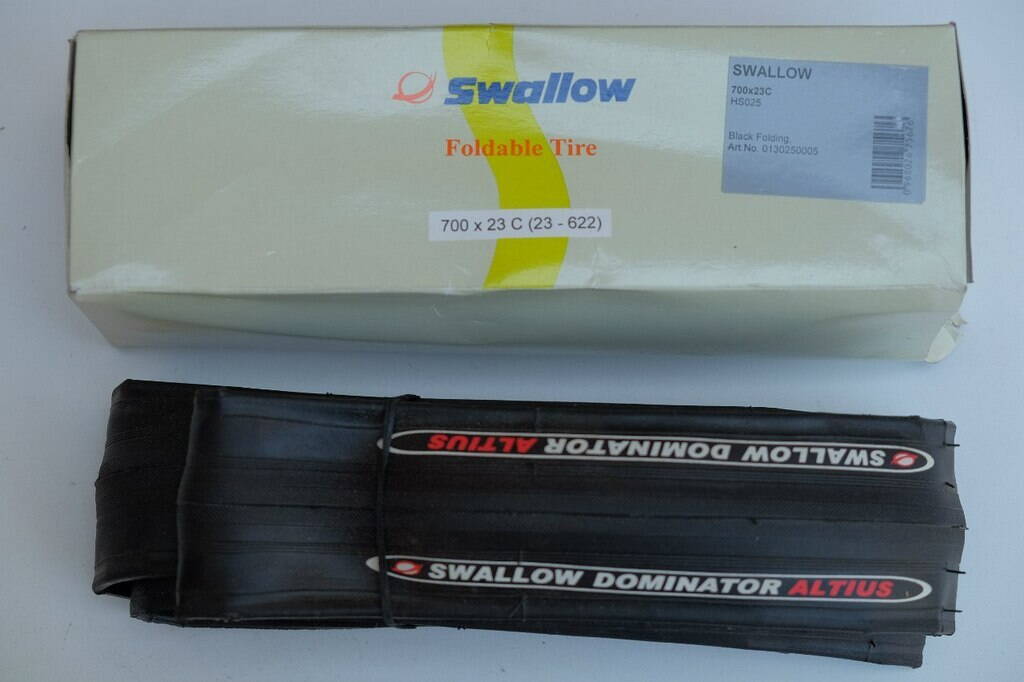 Swallow
Foldable Tire
700 x 23 C (23 - 622)
SWALLOW
700x23C
HS025
Black Folding,
Art No. 0130250005
SWALLOW DOMINATOR ALTIUS
SWALLOW DOMINATOR ALTIUS